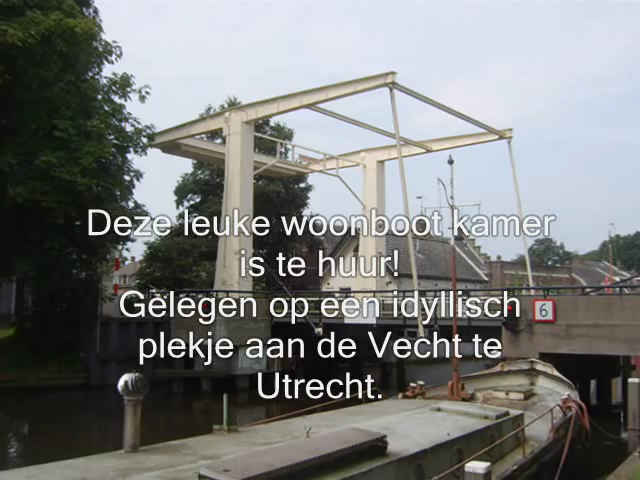 Deze leuke woonboot kamer
is te huur!
Gelegen op een idyllisch
plekje aan de Vecht te
Utrecht.
6